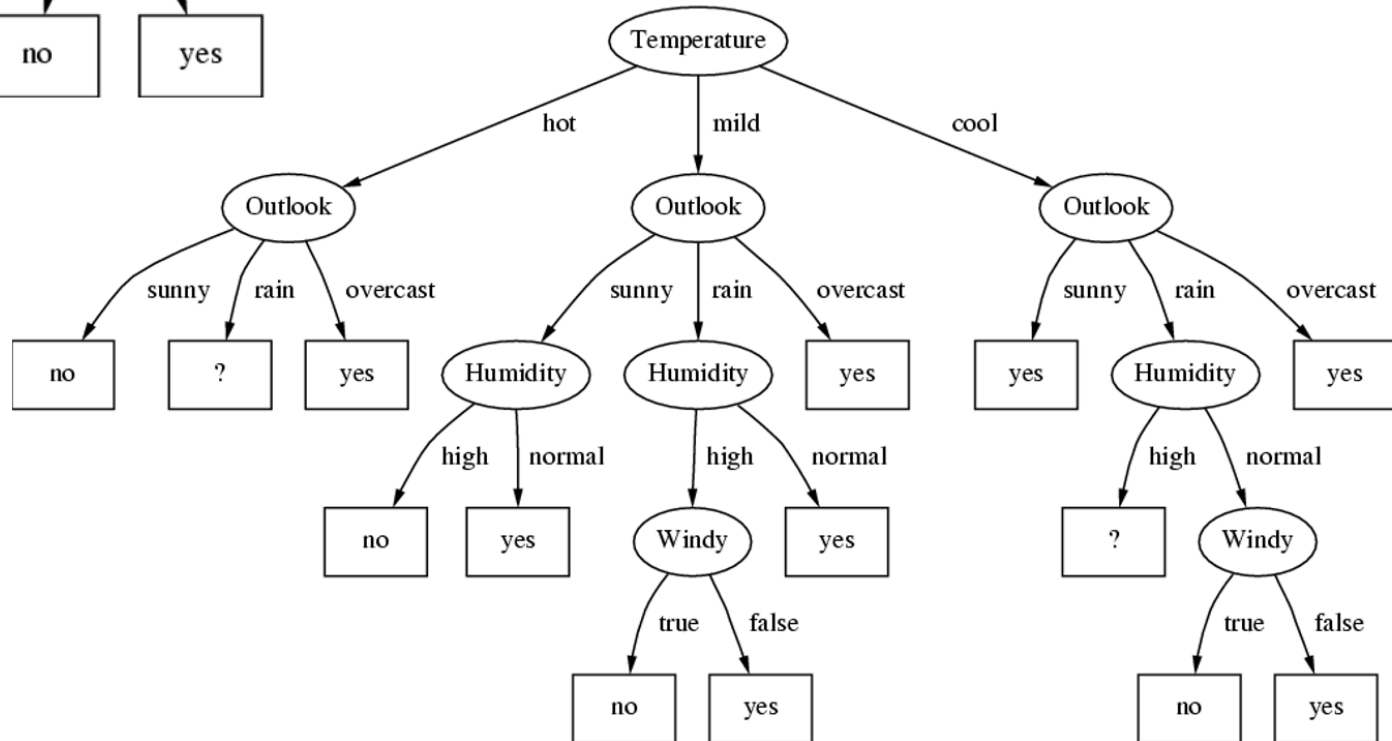 Temperature
no yes
hot mild cool
Outlook Outlook Outlook
sunny rain overcast sunny rain overcast sunny rain overcast
no ? yes Humidity Humidity yes yes Humidity yes
high normal high normal high normal
no yes Windy yes ? Windy
true false true false
no yes no yes